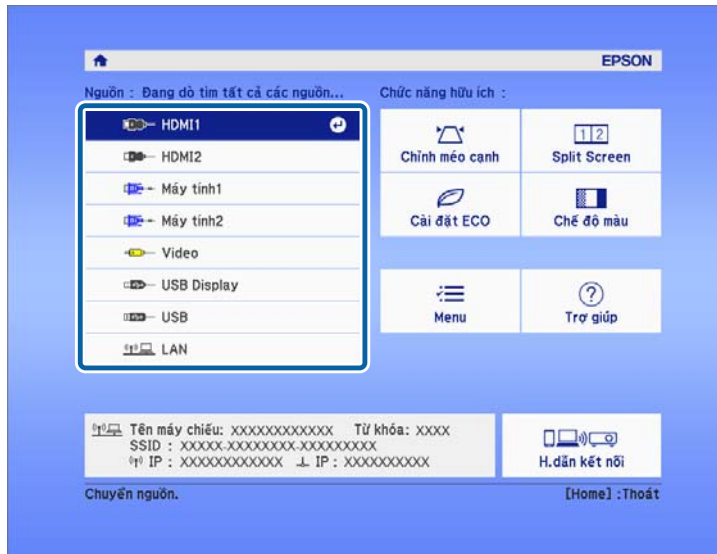 EPSON
Nguồn : Đang dò tìm tất cả các nguồn...
Chức năng hữu ích :
HDMI1
HDMI2
Máy tính1
Máy tính2
Video
USB Display
USB
LAN
Chỉnh méo cạnh
1 2
Split Screen
Cài đặt ECO
Chế độ màu
Menu
?
Trợ giúp
Tên máy chiếu: XXXXXXXXXXXX Từ khóa: XXXX
SSID : XXXXX-XXXXXXXX-XXXXXXXXX
IP : XXXXXXXXXXXX IP : XXXXXXXXXX
H.dẫn kết nối
Chuyển nguồn.
[Home] :Thoát